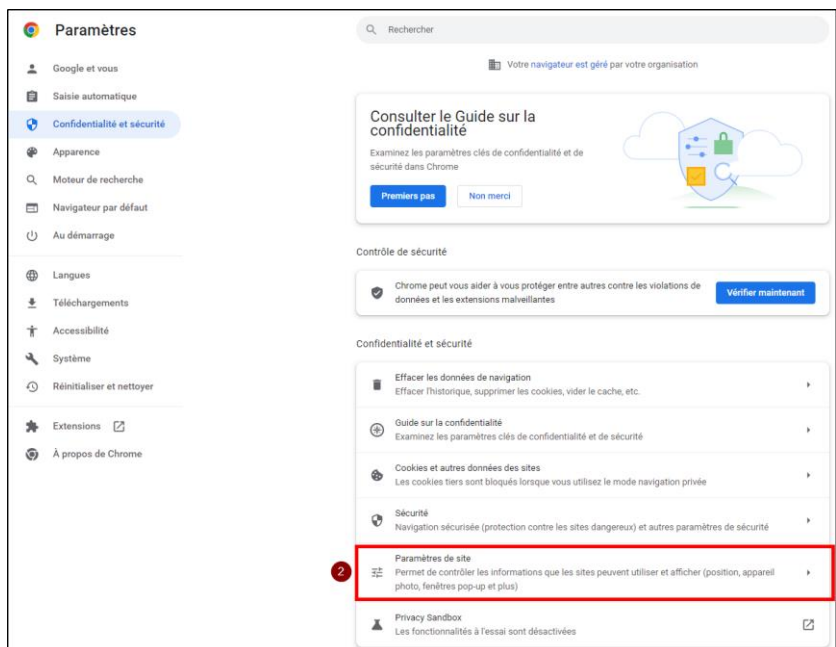 Paramètres
Rechercher
Votre navigateur est géré par votre organisation
Google et vous
Saisie automatique
Confidentialité et sécurité
Apparence
Moteur de recherche
Navigateur par défaut
Au démarrage
Langues
Téléchargements
Accessibilité
Système
Réinitialiser et nettoyer
Extensions
À propos de Chrome
Consulter le Guide sur la
confidentialité
Examinez les paramètres clés de confidentialité et de
sécurité dans Chrome
Premiers pas
Non merci
Contrôle de sécurité
Chrome peut vous aider à vous protéger entre autres contre les violations de
données et les extensions malveillantes
Vérifier maintenant
Confidentialité et sécurité
Effacer les données de navigation
Effacer l'historique, supprimer les cookies, vider le cache, etc.
Guide sur la confidentialité
Examinez les paramètres clés de confidentialité et de sécurité
Cookies et autres données des sites
Les cookies tiers sont bloqués lorsque vous utilisez le mode navigation privée
Sécurité
Navigation sécurisée (protection contre les sites dangereux) et autres paramètres de sécurité
2
Paramètres de site
Permet de contrôler les informations que les sites peuvent utiliser et afficher (position, appareil
photo, fenêtres pop-up et plus)
Privacy Sandbox
Les fonctionnalités à l'essai sont désactivées